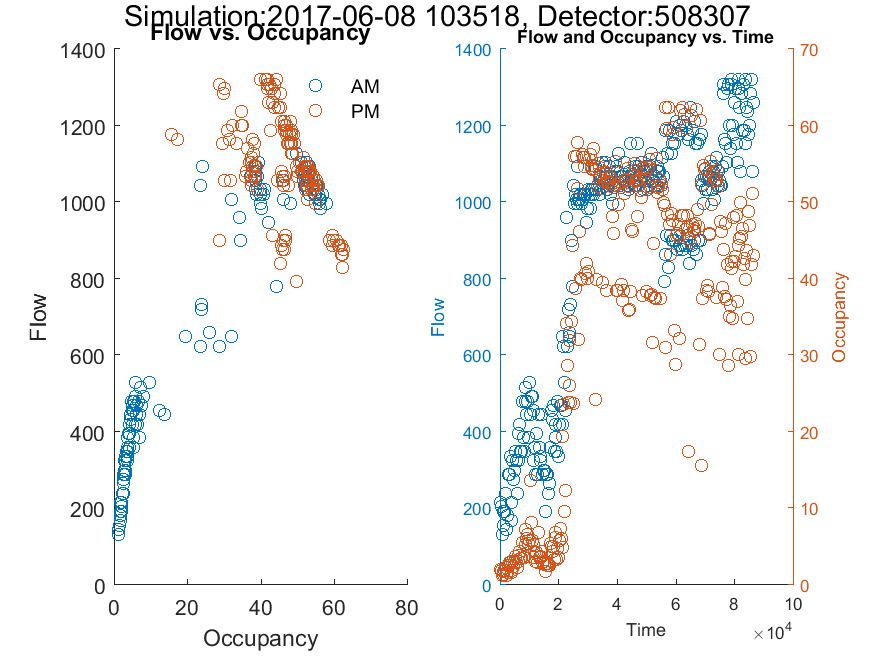 Simulation:2017-06-08 103518, Detector:508307
Flow vs. Occupancy
Flow and Occupancy vs. Time
1400
1200
1000
800
600
400
200
0
Flow
0 20 40 60 80
Occupancy
AM
PM
1400
1200
1000
800
600
400
200
0
Flow
70
60
50
40
30
20
10
0
Occupancy
0 2 4 6 8 10
×10⁴
Time